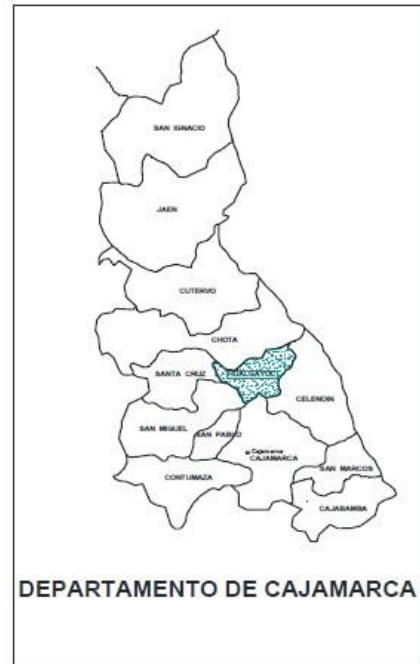 SAN IGNACIO
JAEN
CUTERVO
CHOTA
SANTA CRUZ
HUALGAYOC
CELENDIN
SAN MIGUEL
SAN PABLO
Cajamarca
CAJAMARCA
SAN MARCOS
CONTUMAZA
CAJABAMBA
DEPARTAMENTO DE CAJAMARCA